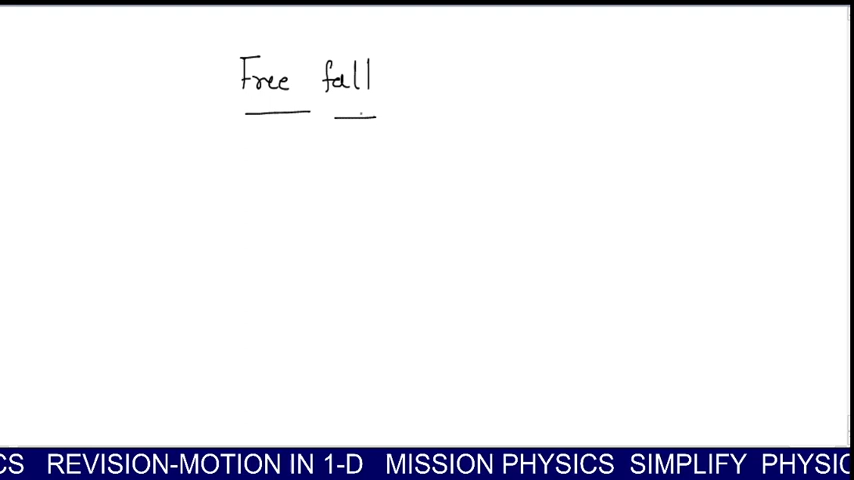 Free fall
CS REVISION-MOTION IN 1-D MISSION PHYSICS SIMPLIFY PHYSIC